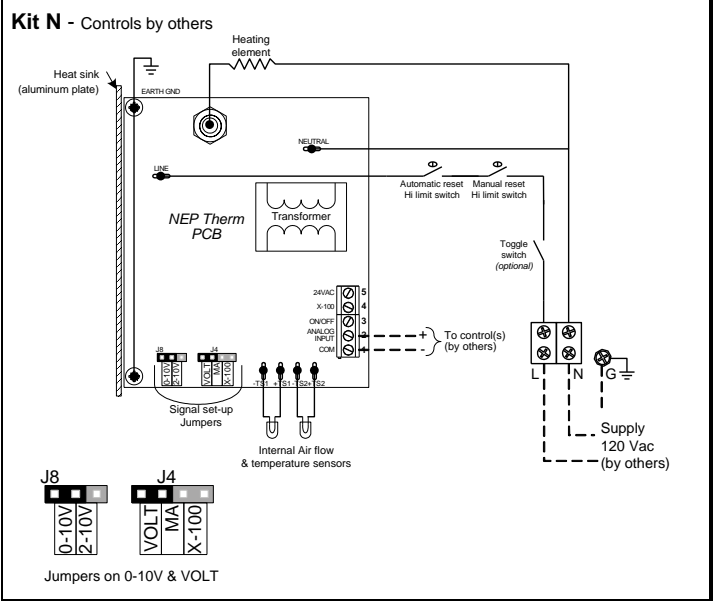 Kit N - Controls by others
Heating
element
Heat sink
(aluminum plate)
EARTH GND
NEUTRAL
LINE
Automatic reset
Hi limit switch
Manual reset
Hi limit switch
NEP Therm
PCB
Transformer
Toggle
switch
(optional)
24VAC 5
X-100 4
ON/OFF 3
ANALOG
INPUT 2
COM 1
+
-
To control(s)
(by others)
J8
0-10V
2-10V
J4
VOLT
MA
X-100
-TS1 +TS1 -TS2+TS2
Signal set-up
Jumpers
Internal Air flow
& temperature sensors
L N G
Supply
120 Vac
(by others)
J8
0-10V
2-10V
J4
VOLT
MA
X-100
Jumpers on 0-10V & VOLT